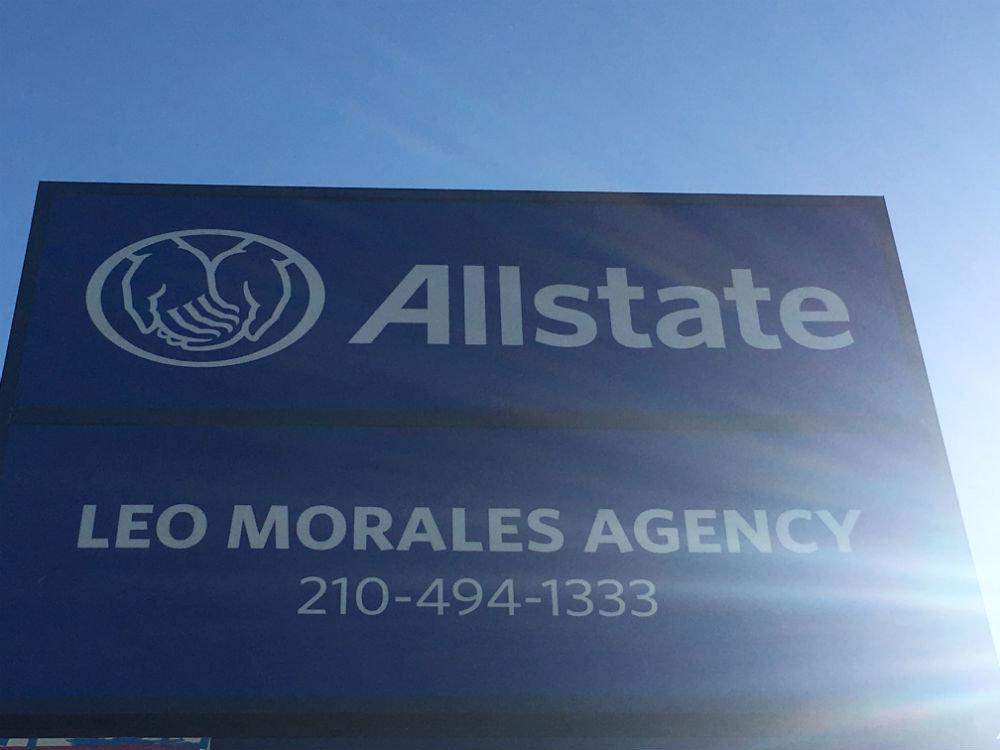 Allstate
LEO MORALES AGENCY
210-494-1333